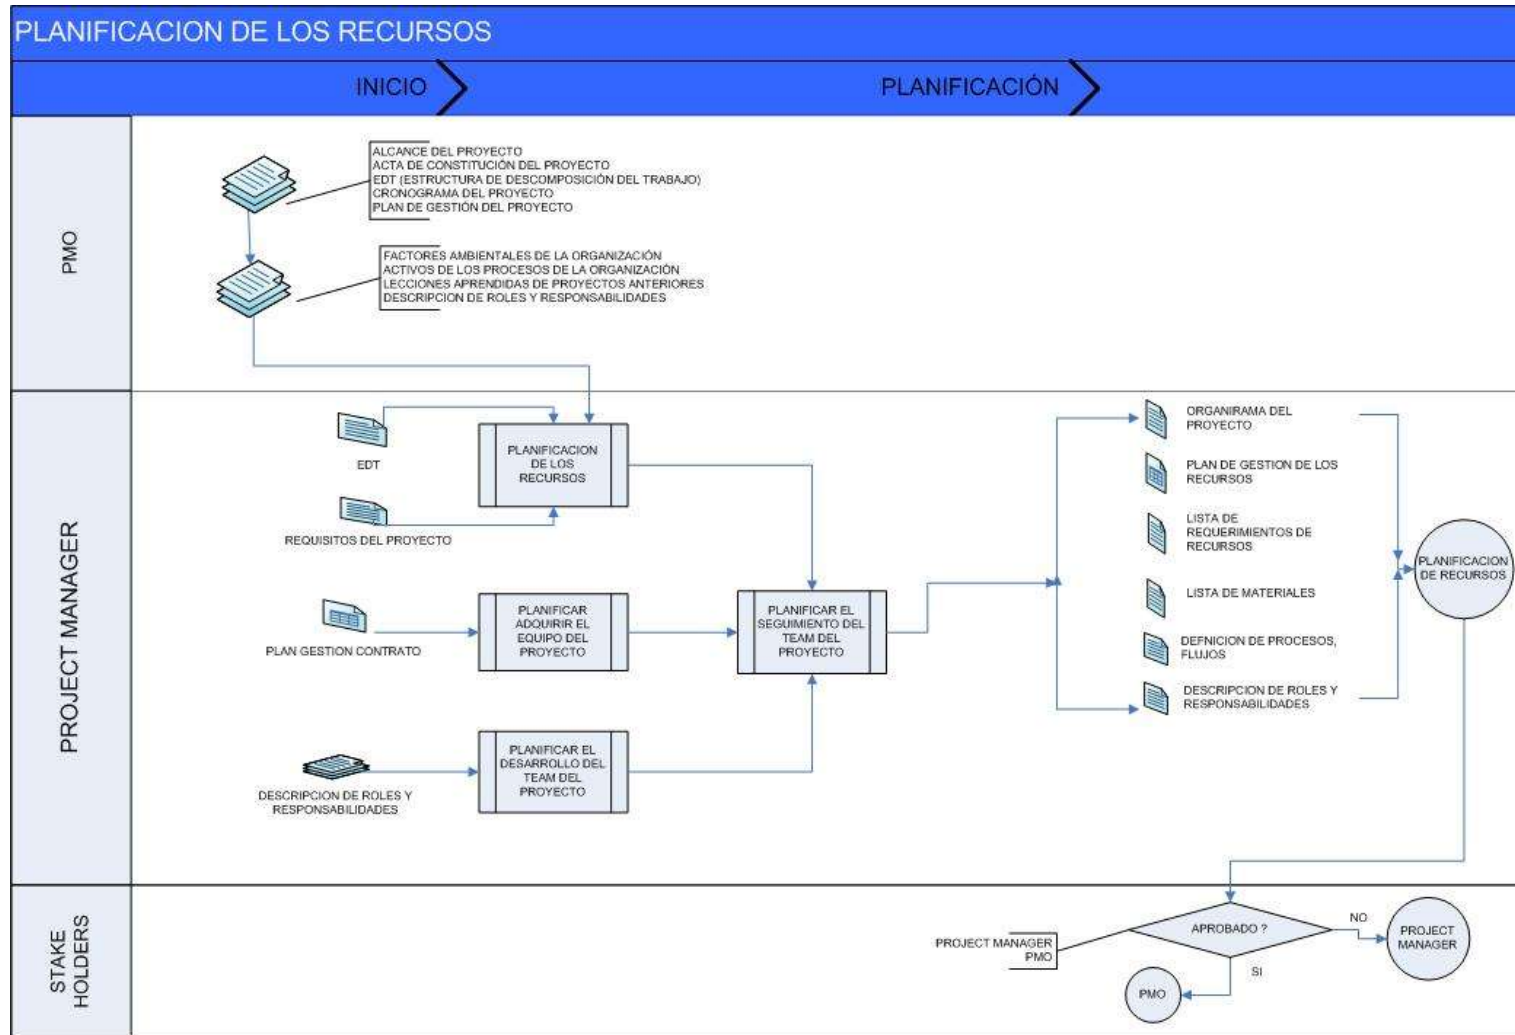 PLANIFICACION DE LOS RECURSOS
INICIO
PLANIFICACIÓN
PMO
ALCANCE DEL PROYECTO
ACTA DE CONSTITUCIÓN DEL PROYECTO
EDT (ESTRUCTURA DE DESCOMPOSICIÓN DEL TRABAJO)
CRONOGRAMA DEL PROYECTO
PLAN DE GESTIÓN DEL PROYECTO
FACTORES AMBIENTALES DE LA ORGANIZACIÓN
ACTIVOS DE LOS PROCESOS DE LA ORGANIZACIÓN
LECCIONES APRENDIDAS DE PROYECTOS ANTERIORES
DESCRIPCION DE ROLES Y RESPONSABILIDADES
PROJECT MANAGER
EDT
REQUISITOS DEL PROYECTO
PLANIFICACION
DE LOS
RECURSOS
PLAN GESTION CONTRATO
PLANIFICAR
ADQUIRIR EL
EQUIPO DEL
PROYECTO
PLANIFICAR EL
SEGUIMIENTO DEL
TEAM DEL
PROYECTO
DESCRIPCION DE ROLES Y
RESPONSABILIDADES
PLANIFICAR EL
DESARROLLO DEL
TEAM DEL
PROYECTO
ORGANIRAMA DEL
PROYECTO
PLAN DE GESTION DE LOS
RECURSOS
LISTA DE
REQUERIMIENTOS DE
RECURSOS
LISTA DE MATERIALES
DEFNICION DE PROCESOS,
FLUJOS
DESCRIPCION DE ROLES Y
RESPONSABILIDADES
PLANIFICACION
DE RECURSOS
STAKE
HOLDERS
PROJECT MANAGER
PMO
APROBADO ?
NO
PROJECT
MANAGER
SI
PMO